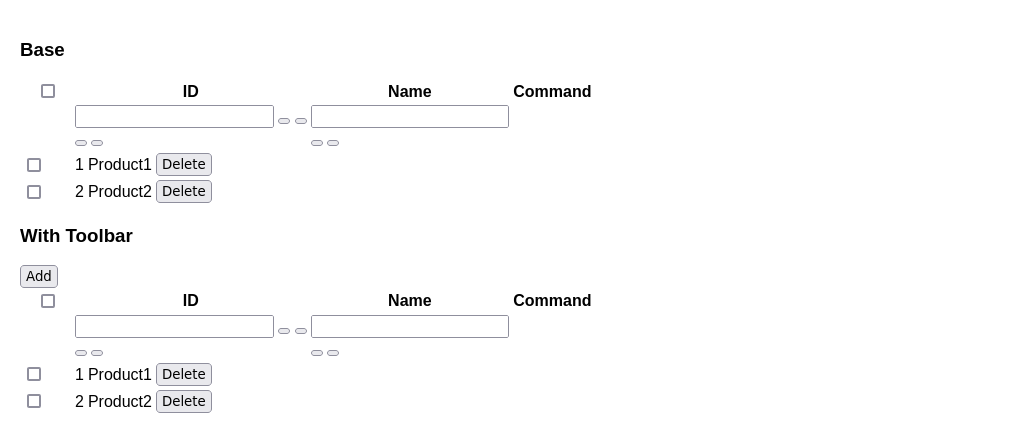 Base
ID Name Command
1 Product1 Delete
2 Product2 Delete
With Toolbar
Add
ID Name Command
1 Product1 Delete
2 Product2 Delete